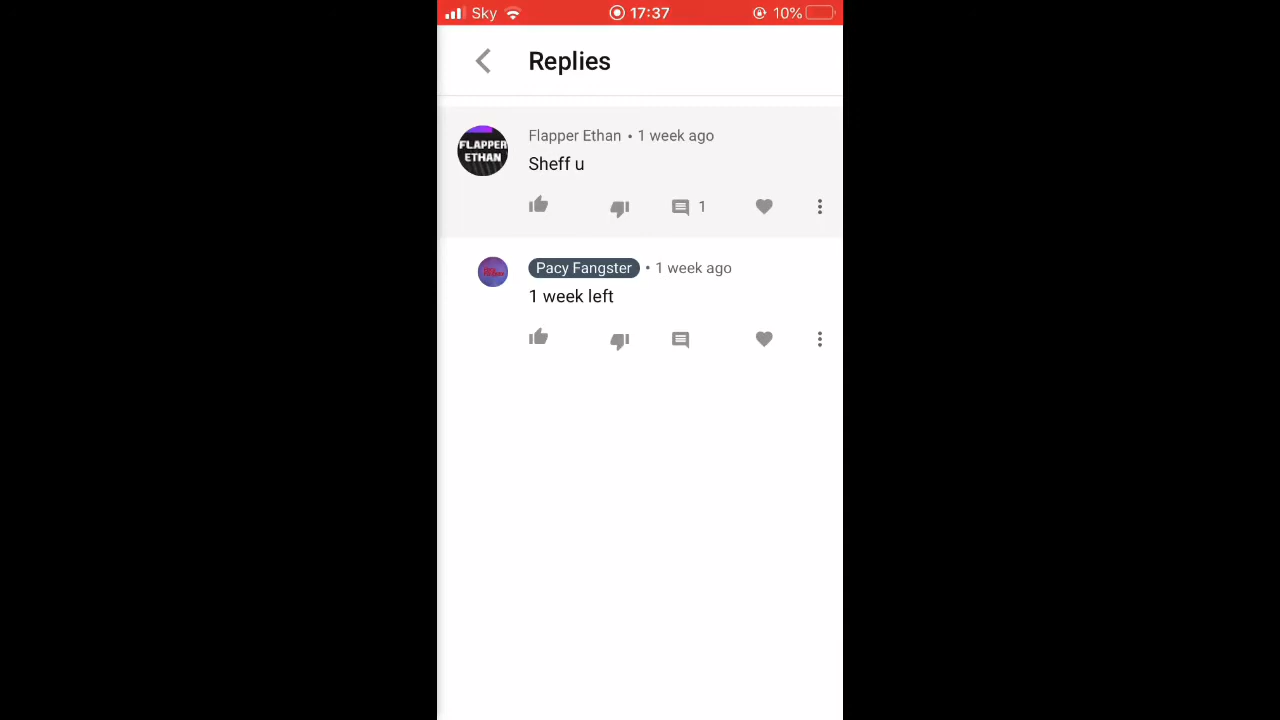 Sky 17:37 10%
Replies
FLAPPER
ETHAN
Flapper Ethan • 1 week ago
Sheff u
1
Pacy Fangster • 1 week ago
1 week left